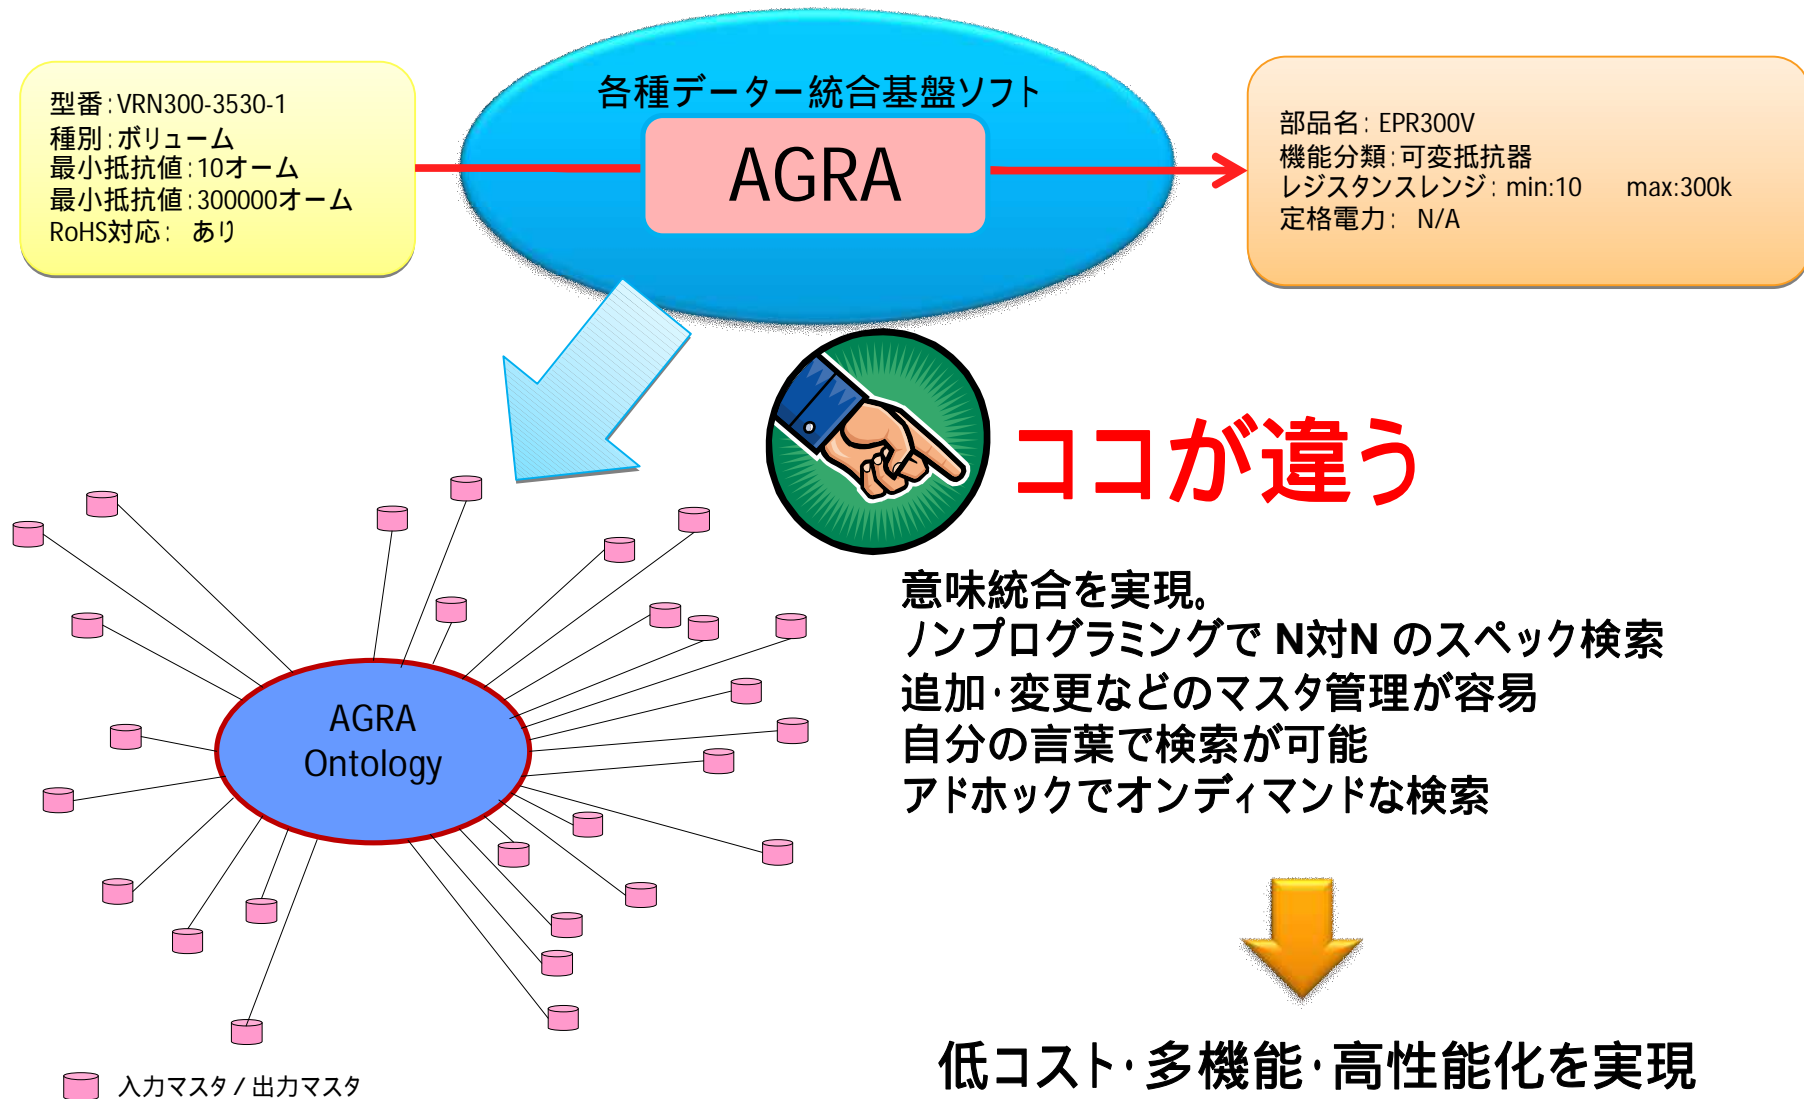 型番：VRN300-3530-1
種別：ボリューム
最小抵抗値：10オーム
最小抵抗値：300000オーム
RoHS対応： あり
各種データー統合基盤ソフト
AGRA
部品名： EPR300V
機能分類：可変抵抗器
レジスタンスレンジ： min:10 max:300k
定格電力： N/A
ココが違う
意味統合を実現。
ノンプログラミングで N対N のスペック検索
追加・変更などのマスタ管理が容易
自分の言葉で検索が可能
アドホックでオンディマンドな検索
AGRA
Ontology
低コスト・多機能・高性能化を実現
入力マスタ / 出力マスタ